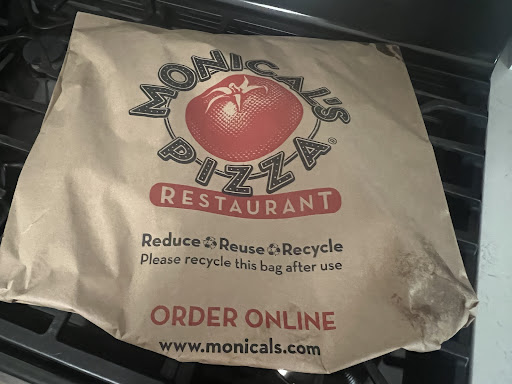 MONICAL'S
PIZZA®
RESTAURANT
Reduce Reuse Recycle
Please recycle this bag after use
ORDER ONLINE
www.monicals.com